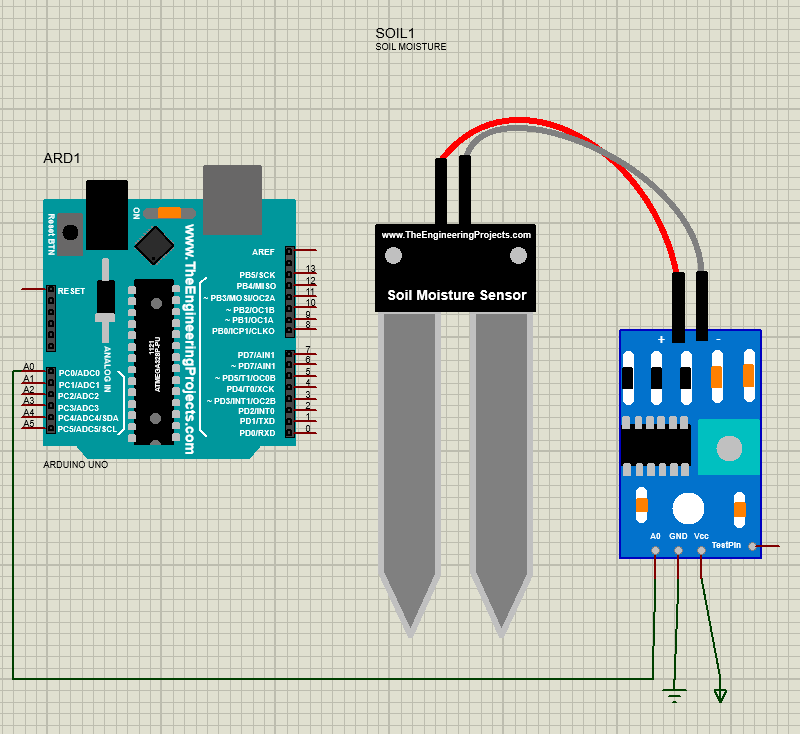 SOIL1
SOIL MOISTURE
ARD1
ON
Reset BTN
www.TheEngineeringProjects.com
AREF
RESET
PB5/SCK
13
PB4/MISO
12
~ PB3/MOSI/OC2A
11
~ PB2/OC1B
10
~ PB1/OC1A
9
PB0/ICP1/CLKO
8
ANALOG IN
1121
ATMEGA328P-PU
PD7/AIN1
7
~ PD7/AIN1
6
~ PD5/T1/OC0B
5
PD4/T0/XCK
4
~ PD3/INT1/OC2B
3
PD2/INT0
2
PD1/TXD
1
PD0/RXD
0
A0
PC0/ADC0
A1
PC1/ADC1
A2
PC2/ADC2
A3
PC3/ADC3
A4
PC4/ADC4/SDA
A5
PC5/ADC5/SCL
ARDUINO UNO
www.TheEngineeringProjects.com
Soil Moisture Sensor
+ -
A0 GND Vcc
TestPin